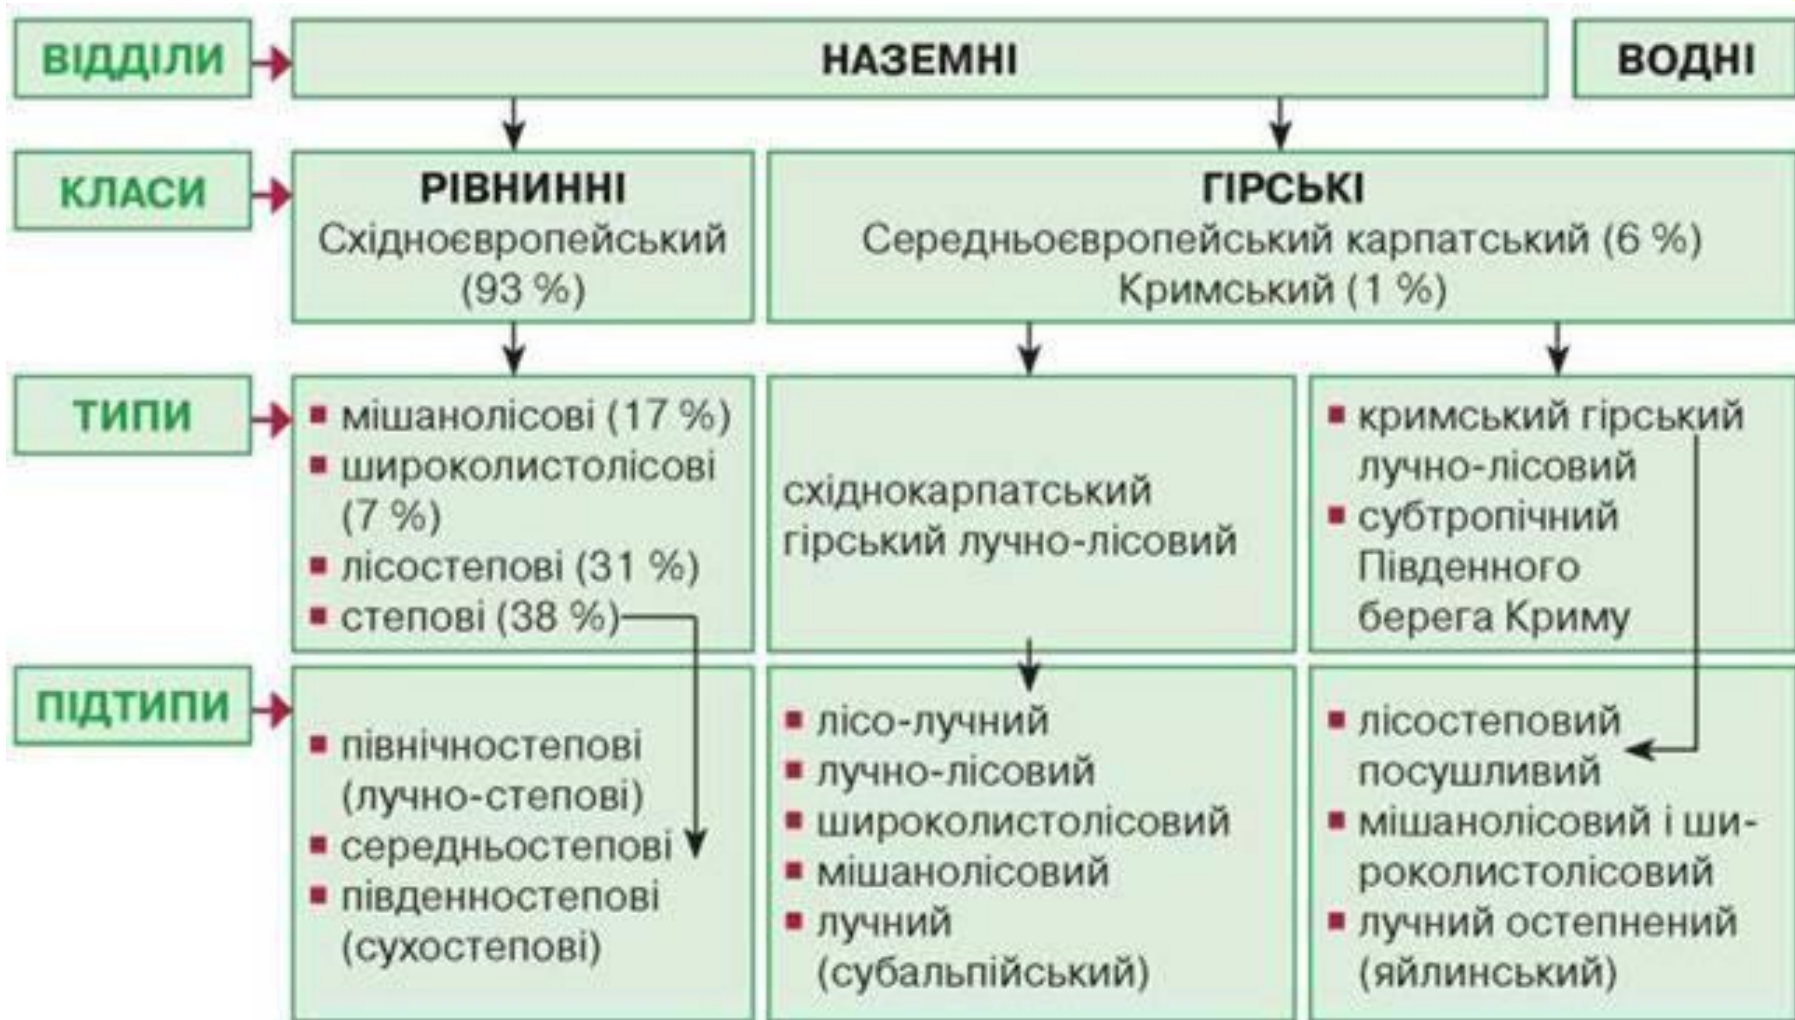 ВІДДІЛИ
НАЗЕМНІ
ВОДНІ
КЛАСИ
РІВНИННІ
Східноєвропейський
(93 %)
ГІРСЬКІ
Середньоєвропейський карпатський (6 %)
Кримський (1 %)
ТИПИ
мішанолісові (17 %)
широколистолісові
(7 %)
лісостепові (31 %)
степові (38 %)
східнокарпатський
гірський лучно-лісовий
кримський гірський
лучно-лісовий
субтропічний
Південного
берега Криму
ПІДТИПИ
північностепові
(лучно-степові)
середньостепові
південностепові
(сухостепові)
лісо-лучний
лучно-лісовий
широколистолісовий
мішанолісовий
лучний
(субальпійський)
лісостеповий
посушливий
мішанолісовий і ши-
роколистолісовий
лучний остепнений
(яйлинський)